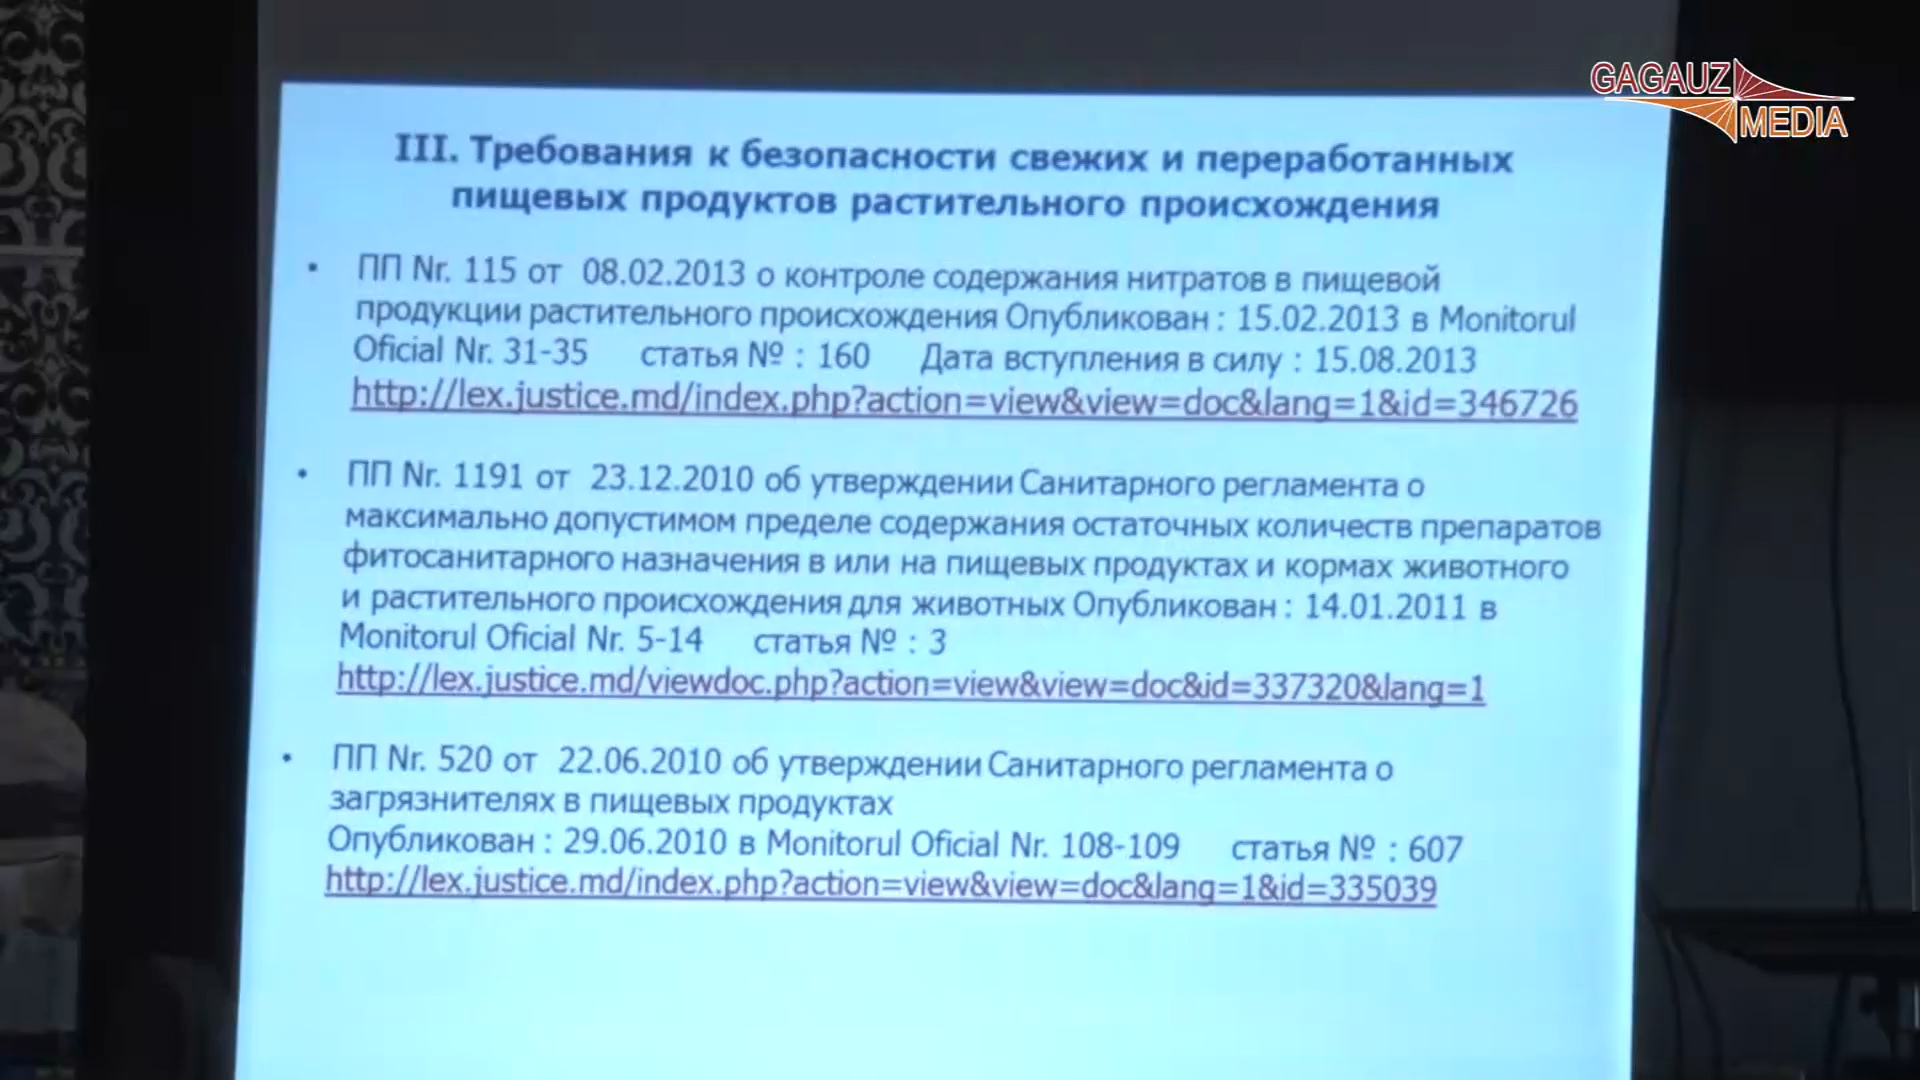 GAGAUZ
MEDIA
III. Требования к безопасности свежих и переработанных
пищевых продуктов растительного происхождения
• ПП Nr. 115 от 08.02.2013 о контроле содержания нитратов в пищевой
продукции растительного происхождения Опубликован : 15.02.2013 в Monitorul
Oficial Nr. 31-35 статья № : 160 Дата вступления в силу : 15.08.2013
http://lex.justice.md/index.php?action=view&view=doc&lang=1&id=346726
• ПП Nr. 1191 от 23.12.2010 об утверждении Санитарного регламента о
максимально допустимом пределе содержания остаточных количеств препаратов
фитосанитарного назначения в или на пищевых продуктах и кормах животного
и растительного происхождения для животных Опубликован : 14.01.2011 в
Monitorul Oficial Nr. 5-14 статья № : 3
http://lex.justice.md/viewdoc.php?action=view&view=doc&id=337320&lang=1
• ПП Nr. 520 от 22.06.2010 об утверждении Санитарного регламента о
загрязнителях в пищевых продуктах
Опубликован : 29.06.2010 в Monitorul Oficial Nr. 108-109 статья № : 607
http://lex.justice.md/index.php?action=view&view=doc&lang=1&id=335039